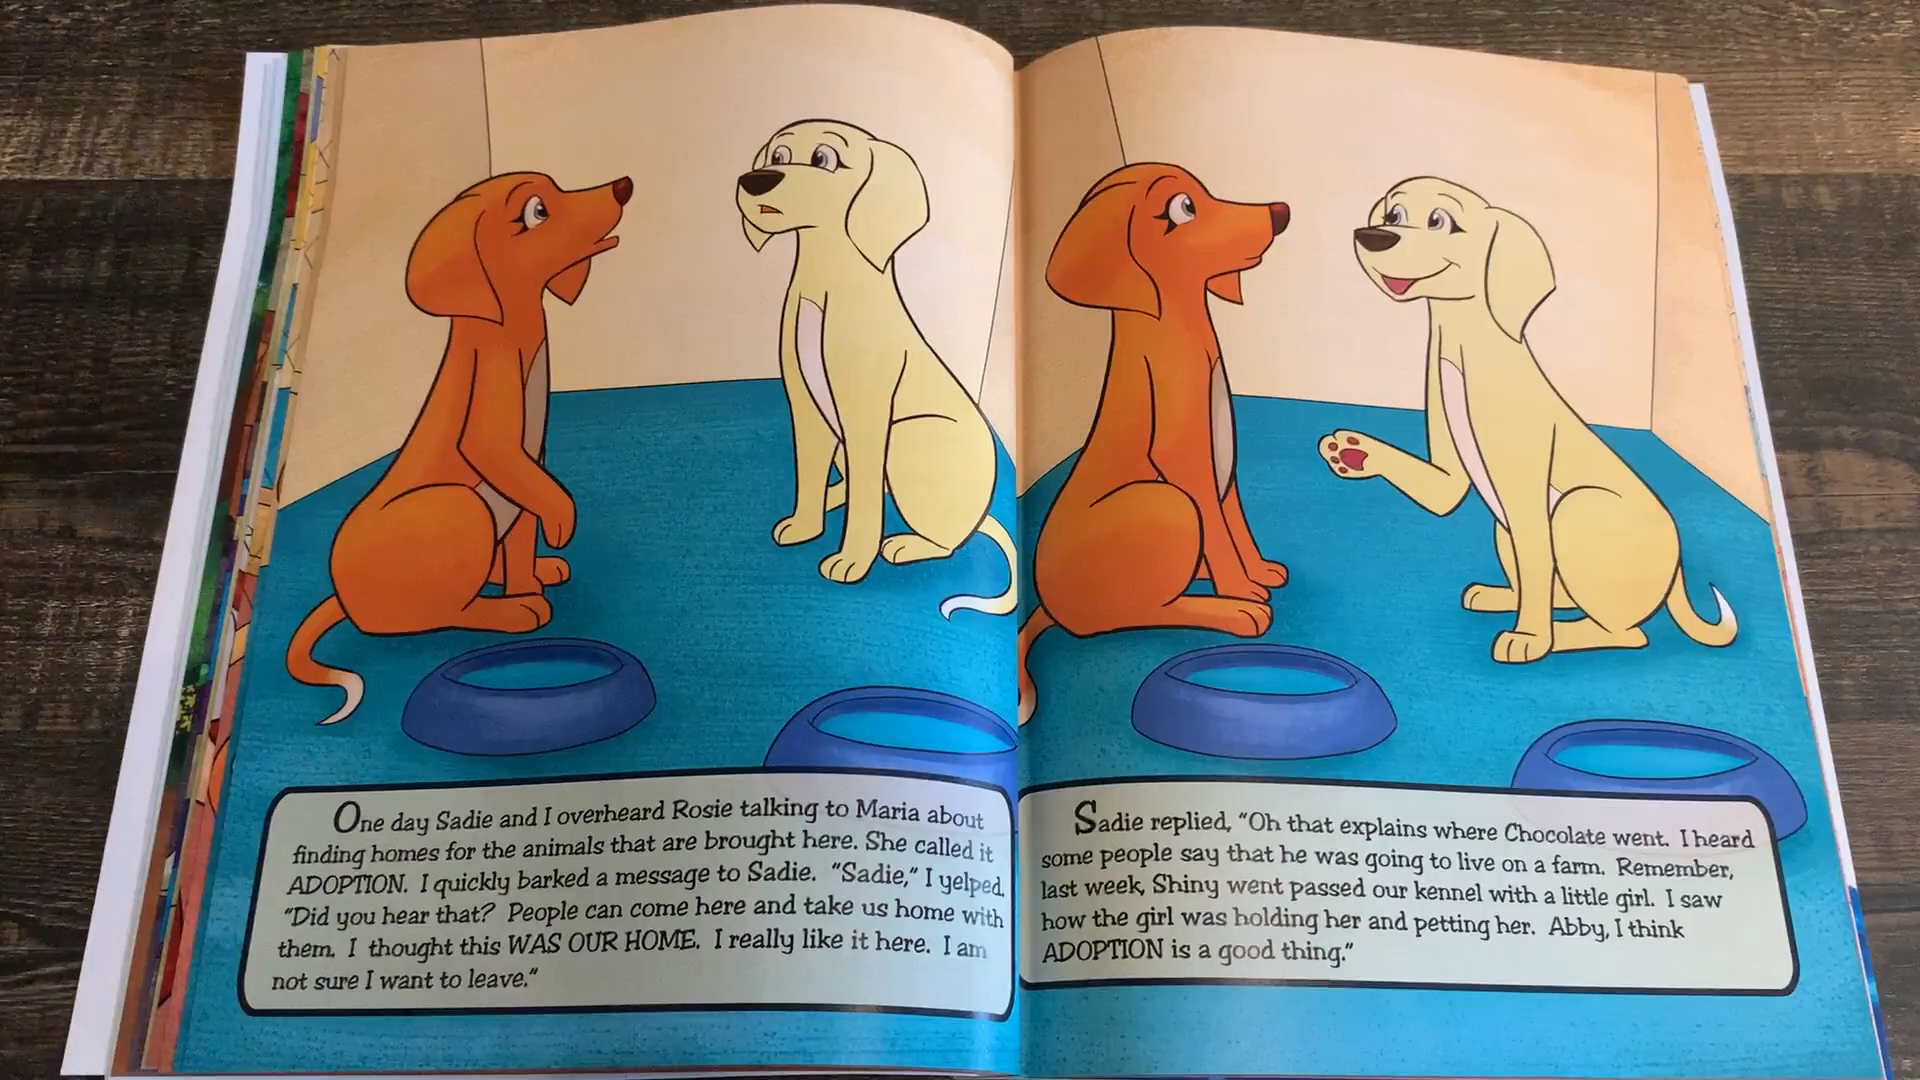 One day Sadie and I overheard Rosie talking to Maria about
finding homes for the animals that are brought here. She called it
ADOPTION. I quickly barked a message to Sadie. "Sadie," I yelped.
"Did you hear that? People can come here and take us home with
them. I thought this WAS OUR HOME. I really like it here. I am
not sure I want to leave."
Sadie replied, "Oh that explains where Chocolate went. I heard
some people say that he was going to live on a farm. Remember,
last week, Shiny went passed our kennel with a little girl. I saw
how the girl was holding her and petting her. Abby, I think
ADOPTION is a good thing."